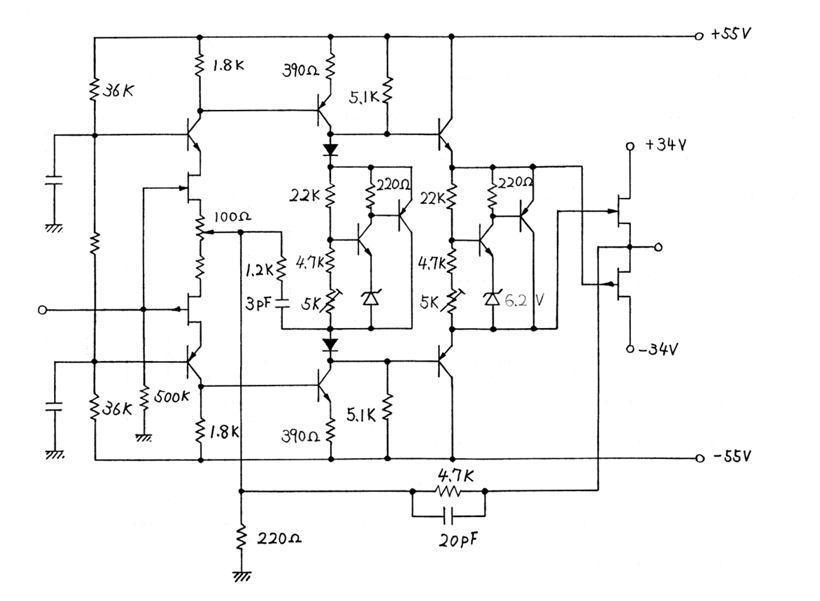 +55V
1.8K
390Ω
36K
5.1K
+34V
220Ω
220Ω
22K
22K
100Ω
1.2K
4.7K
4.7K
3pF
5K
5K
6.2 V
-34V
36K
500K
5.1K
1.8K
390Ω
-55V
4.7K
220Ω
20pF